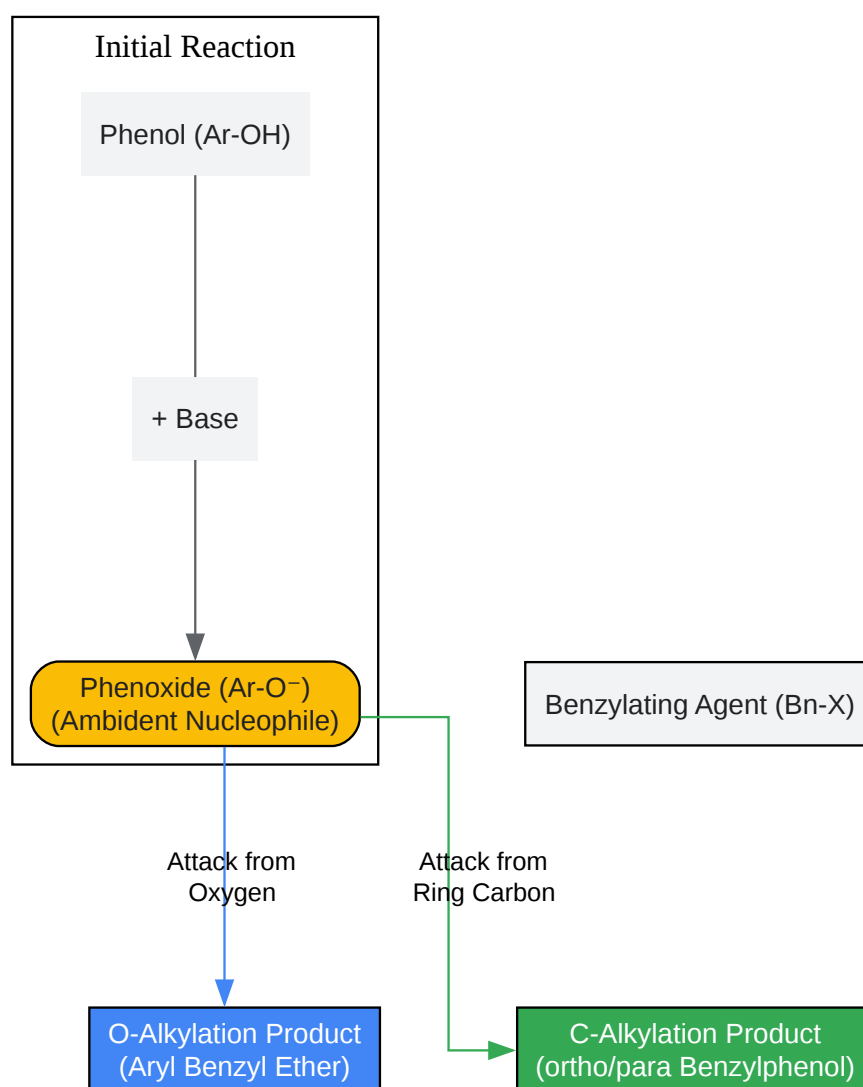 Initial Reaction
Phenol (Ar-OH)
+ Base
Phenoxide (Ar-O⁻)
(Ambident Nucleophile)
Benzylating Agent (Bn-X)
Attack from
Oxygen
Attack from
Ring Carbon
O-Alkylation Product
(Aryl Benzyl Ether)
C-Alkylation Product
(ortho/para Benzylphenol)